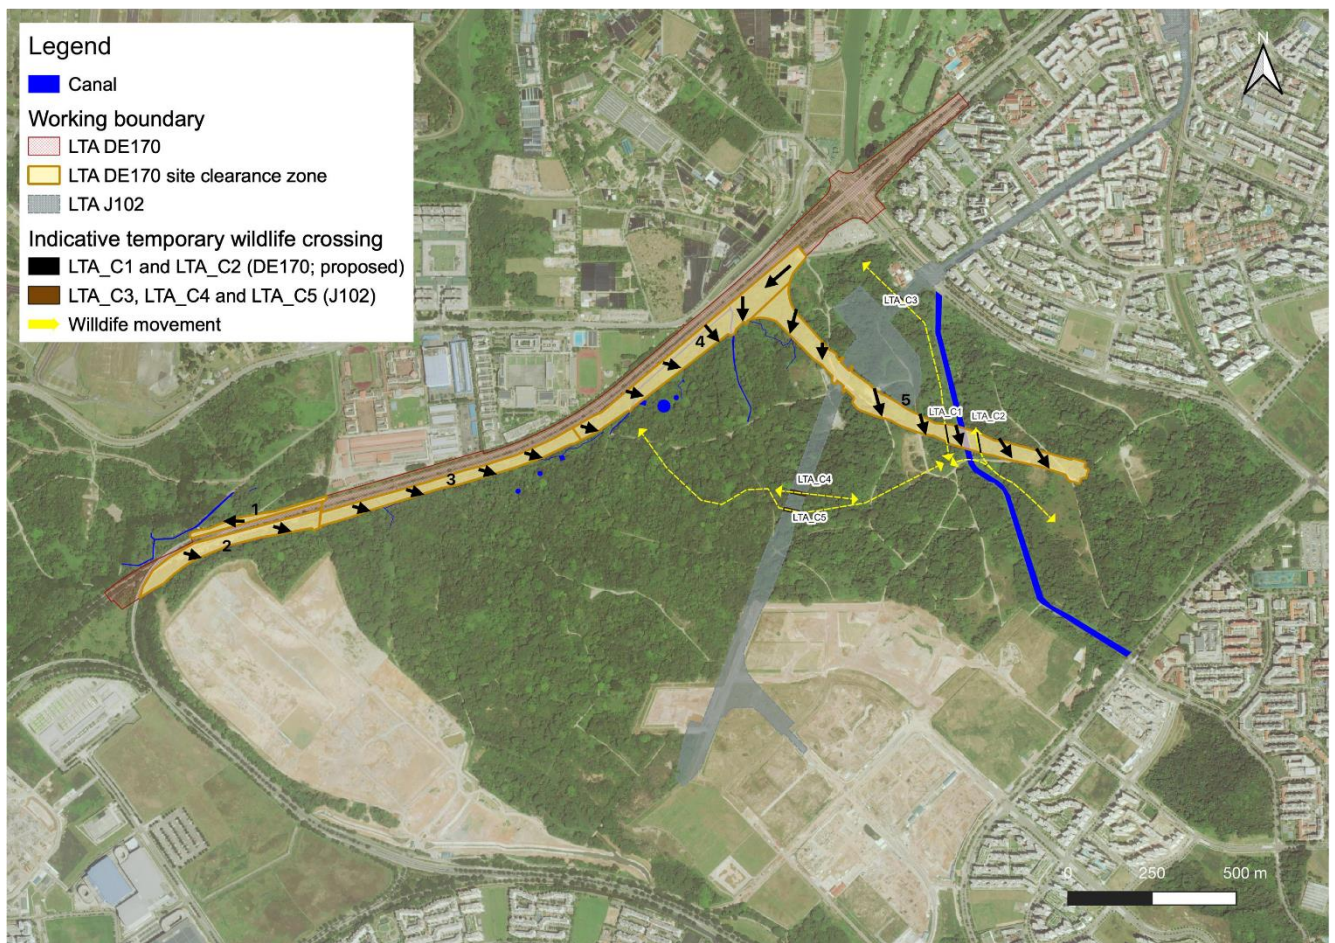 Legend
Canal
Working boundary
LTA DE170
LTA DE170 site clearance zone
LTA J102
Indicative temporary wildlife crossing
LTA_C1 and LTA_C2 (DE170; proposed)
LTA_C3, LTA_C4 and LTA_C5 (J102)
Willdife movement
N
LTA_C3
4
5
LTA_C1
LTA_C2
3
LTA_C4
1
LTA_C5
2
0 250 500 m